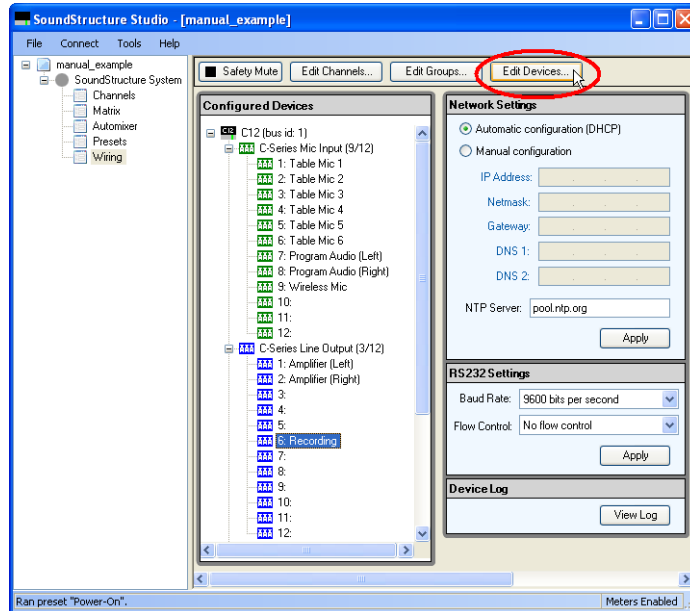 SoundStructure Studio - [manual_example]
File Connect Tools Help
manual_example
SoundStructure System
Channels
Matrix
Automixer
Presets
Wiring
Safety Mute Edit Channels... Edit Groups... Edit Devices...
Configured Devices
C12 C12 (bus id: 1)
C-Series Mic Input (9/12)
1: Table Mic 1
2: Table Mic 2
3: Table Mic 3
4: Table Mic 4
5: Table Mic 5
6: Table Mic 6
7: Program Audio (Left)
8: Program Audio (Right)
9: Wireless Mic
10:
11:
12:
C-Series Line Output (3/12)
1: Amplifier (Left)
2: Amplifier (Right)
3:
4:
5:
6: Recording
7:
8:
9:
10:
11:
12:
Network Settings
Automatic configuration (DHCP)
Manual configuration
IP Address:
Netmask:
Gateway:
DNS 1:
DNS 2:
NTP Server: pool.ntp.org
Apply
RS232 Settings
Baud Rate: 9600 bits per second
Flow Control: No flow control
Apply
Device Log
View Log
Ran preset "Power-On". Meters Enabled